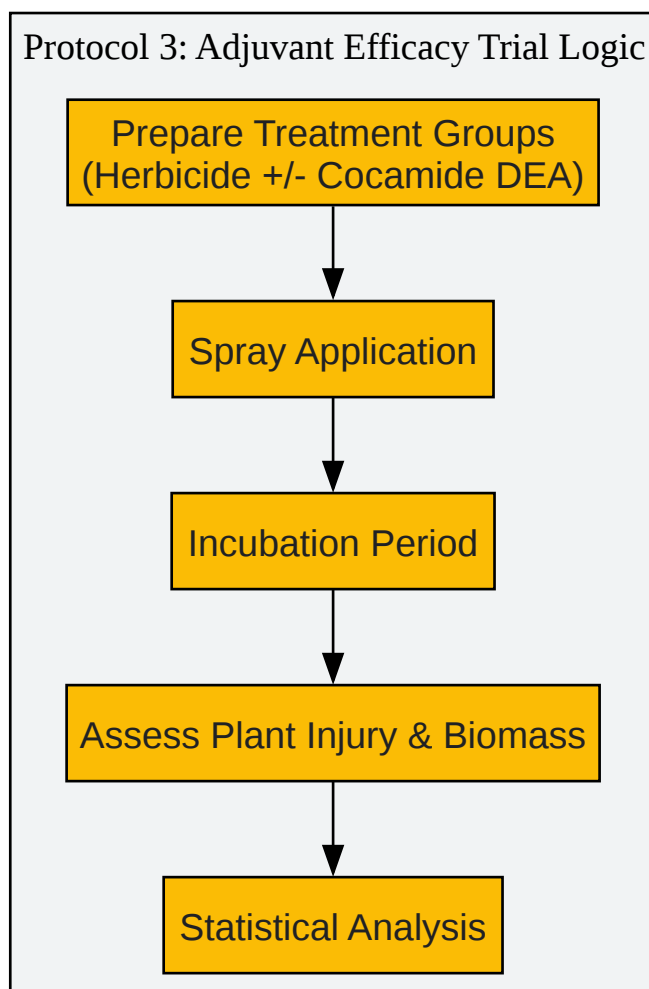 Protocol 3: Adjuvant Efficacy Trial Logic
Prepare Treatment Groups
(Herbicide +/- Cocamide DEA)
Spray Application
Incubation Period
Assess Plant Injury & Biomass
Statistical Analysis